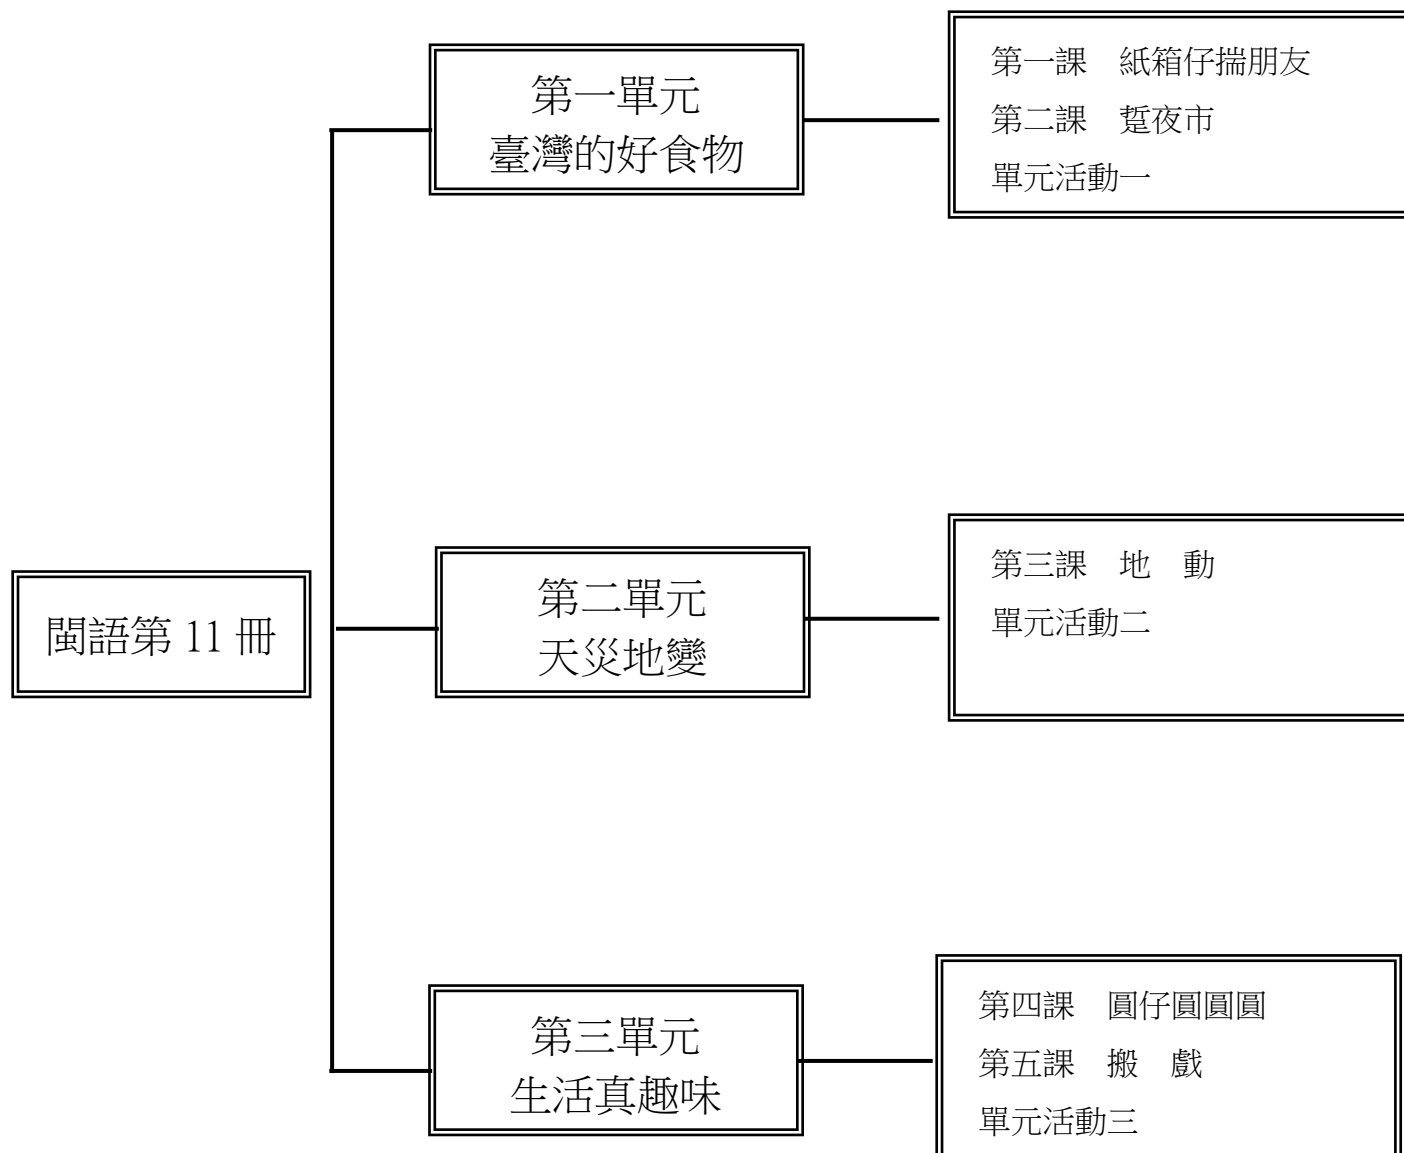 閩語第 11 冊
第一單元
臺灣的好食物
第一課　紙箱仔揣朋友
第二課　踅夜市
單元活動一
第二單元
天災地變
第三課　地　動
單元活動二
第三單元
生活真趣味
第四課　圓仔圓圓圓
第五課　搬　戲
單元活動三